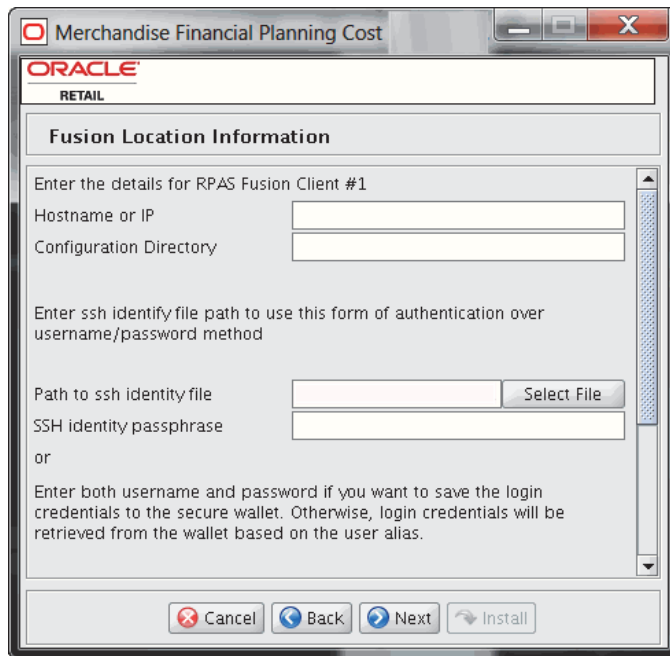 Merchandise Financial Planning Cost
ORACLE
RETAIL
Fusion Location Information
Enter the details for RPAS Fusion Client #1
Hostname or IP
Configuration Directory
Enter ssh identify file path to use this form of authentication over
username/password method
Path to ssh identity file
Select File
SSH identity passphrase
or
Enter both username and password if you want to save the login
credentials to the secure wallet. Otherwise, login credentials will be
retrieved from the wallet based on the user alias.
Cancel Back Next Install